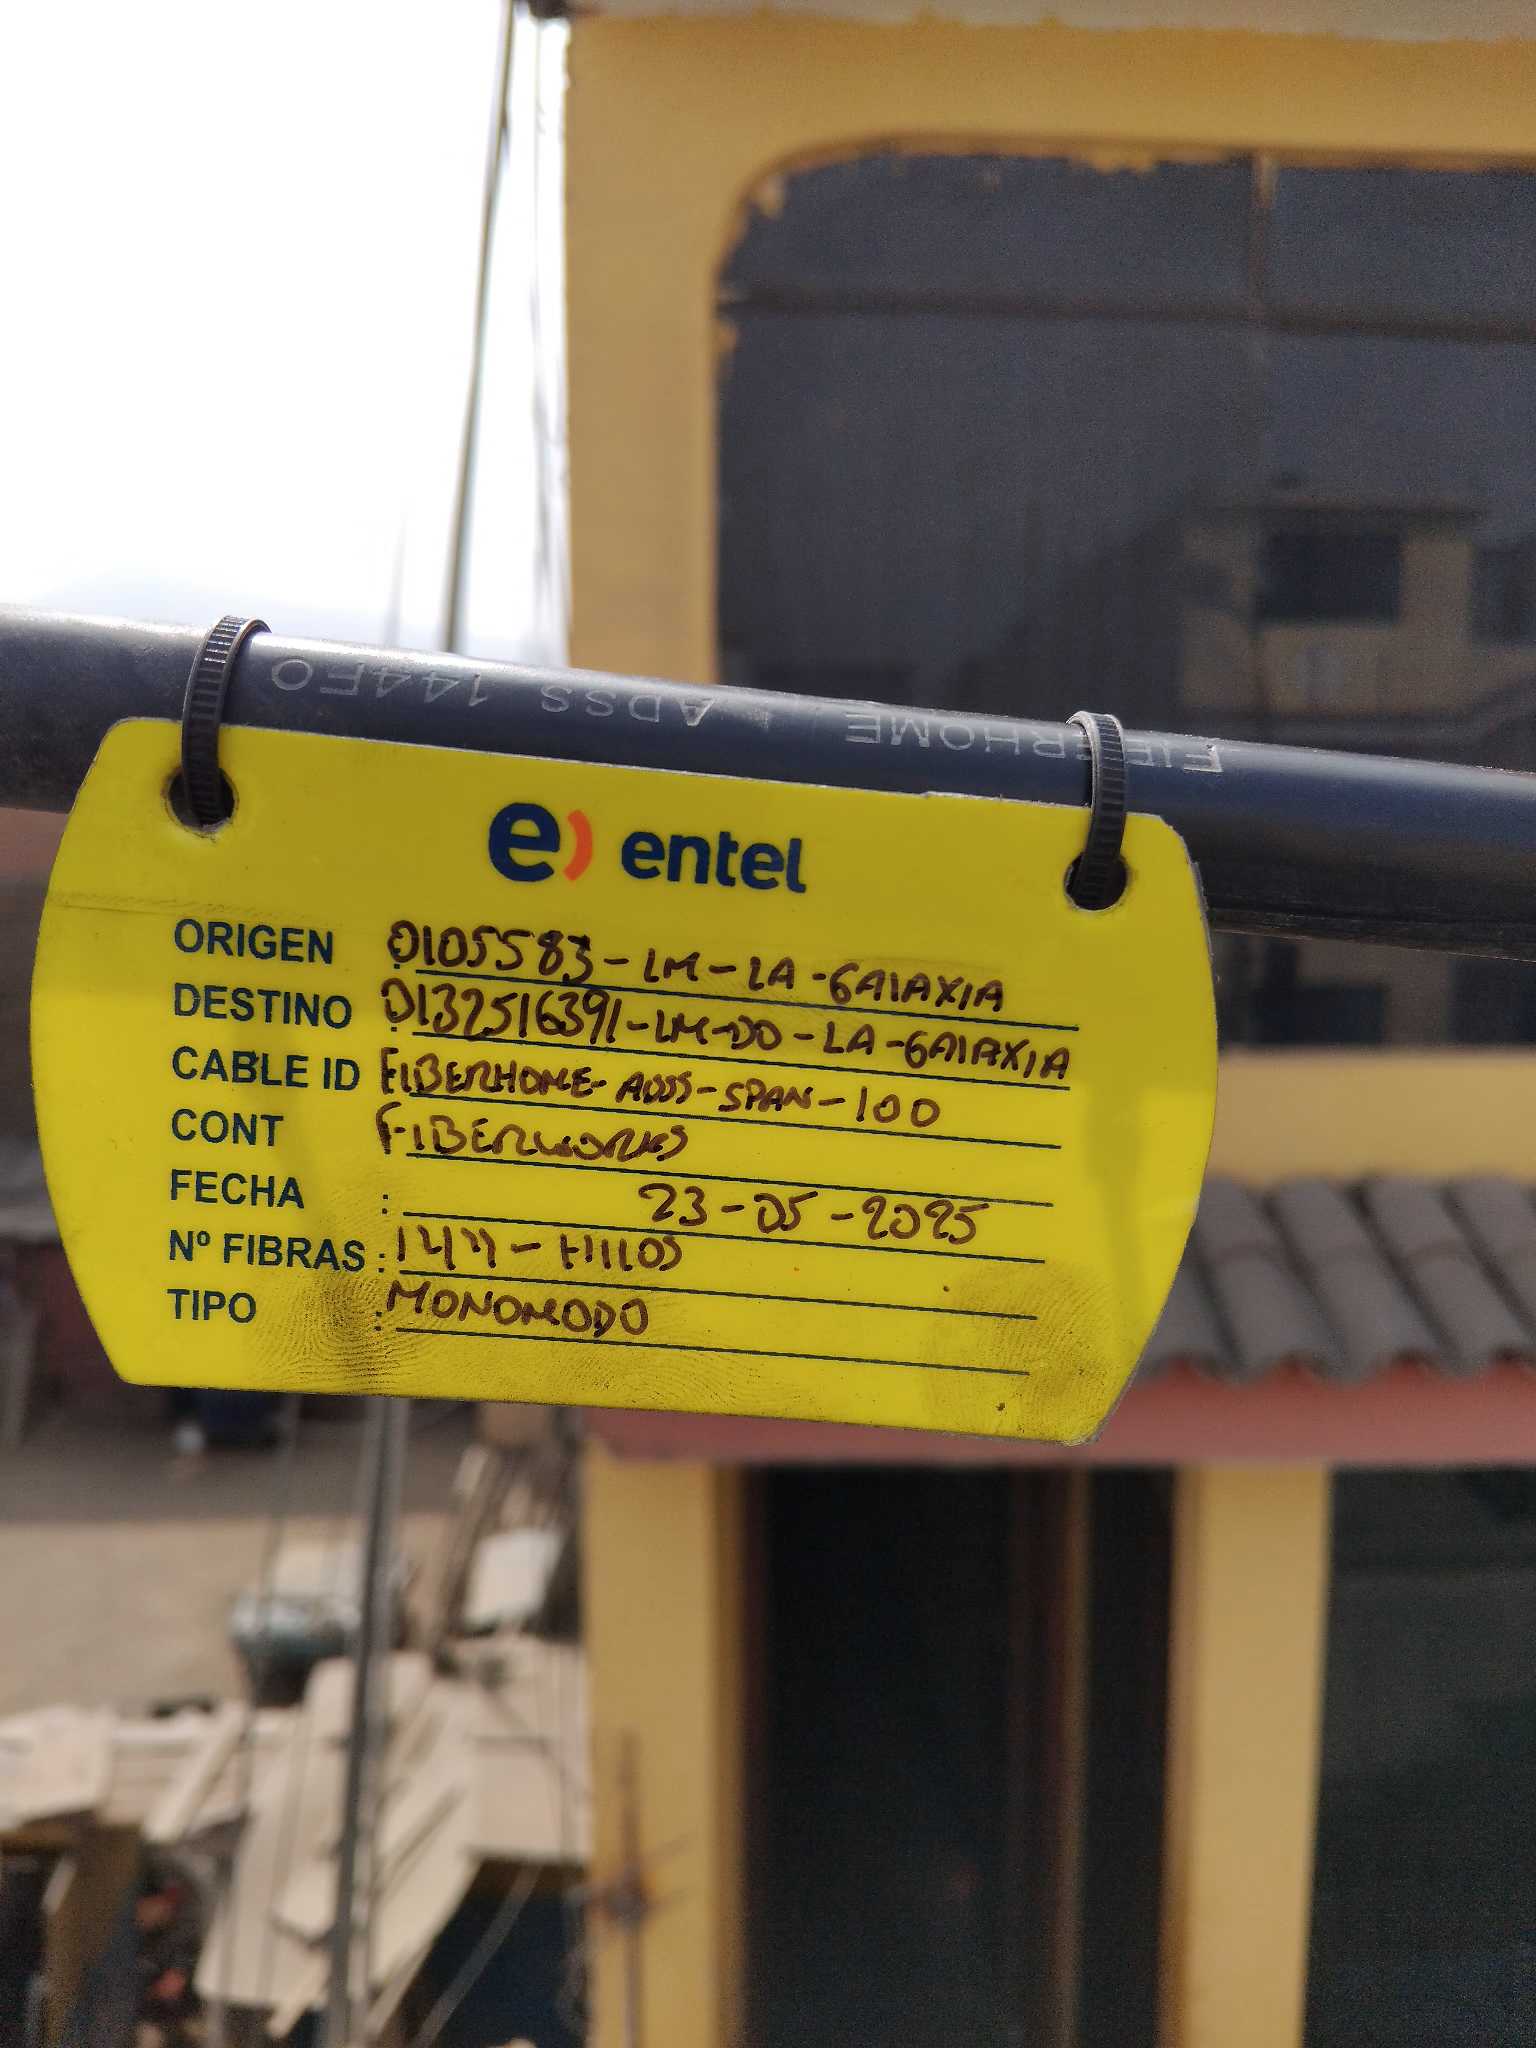 FIBERHOME ADSS 144FO
e) entel
ORIGEN : 0105583-LM-LA-GALAXIA
DESTINO : 0132516391-LM-DO-LA-GALAXIA
CABLE ID FIBERHOME-ADSS-SPAN-100
CONT FIBERWORKS
FECHA : 23-05-2025
Nº FIBRAS : 144-HILOS
TIPO : MONOMODO